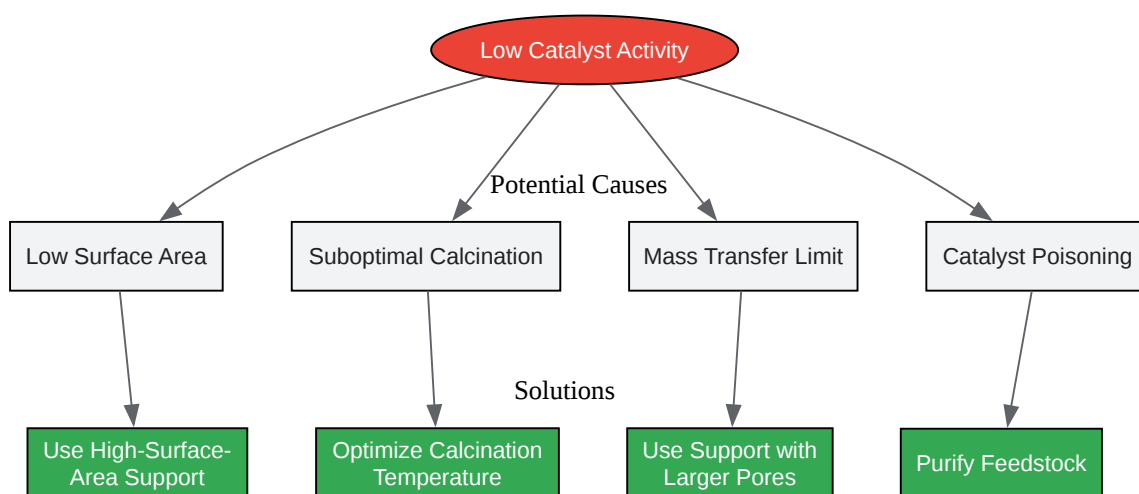 Low Catalyst Activity
Potential Causes
Low Surface Area
Suboptimal Calcination
Mass Transfer Limit
Catalyst Poisoning
Solutions
Use High-Surface-
Area Support
Optimize Calcination
Temperature
Use Support with
Larger Pores
Purify Feedstock